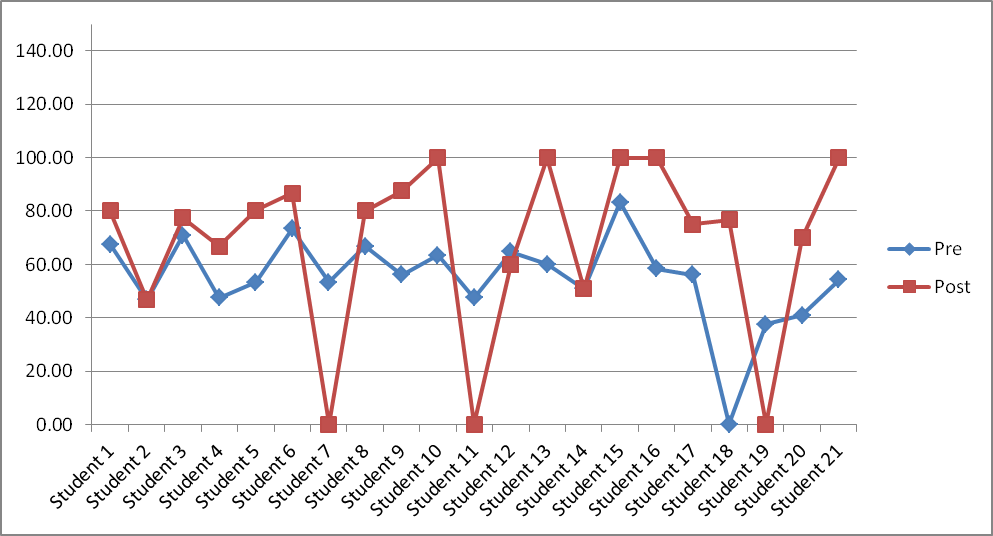 140.00
120.00
100.00
80.00
60.00
40.00
20.00
0.00
Pre
Post
Student 1
Student 2
Student 3
Student 4
Student 5
Student 6
Student 7
Student 8
Student 9
Student 10
Student 11
Student 12
Student 13
Student 14
Student 15
Student 16
Student 17
Student 18
Student 19
Student 20
Student 21